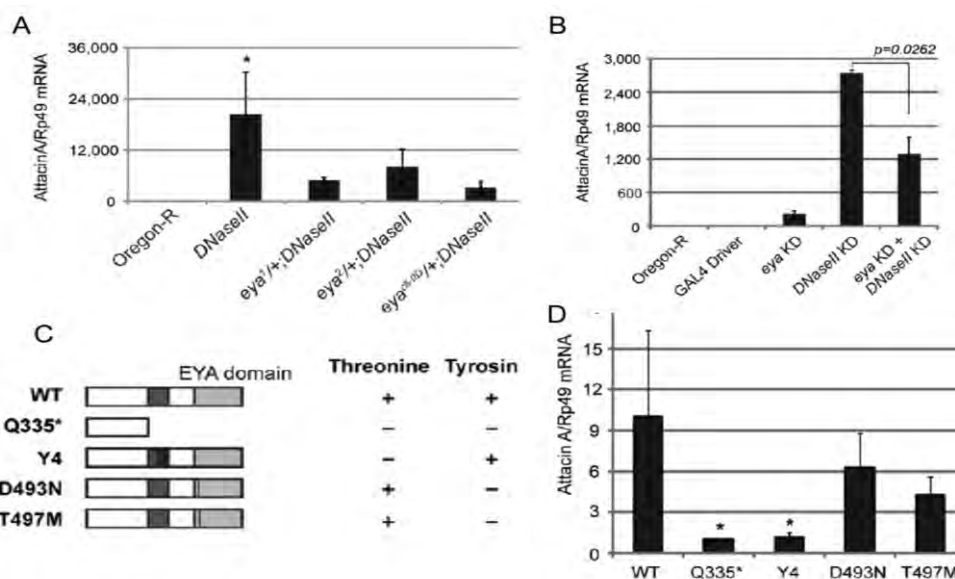 A
AttacinA/Rp49 mRNA
36,000
24,000
12,000
0
*
Oregon-R
DNaseII
eya¹/+;DNaseII
eya²/+;DNaseII
/+;DNaseII
B
p=0.0262
AttacinA/Rp49 mRNA
3,000
2,400
1,800
1,200
600
0
Oregon-R
GAL4 Driver
eya KD
DNaseII KD
eya KD +
DNaseII KD
C
EYA domain
Threonine Tyrosin
WT + +
Q335* – –
Y4 – +
D493N + –
T497M + –
D
Attacin A/Rp49 mRNA
15
12
9
6
3
0
* *
WT Q335* Y4 D493N T497M